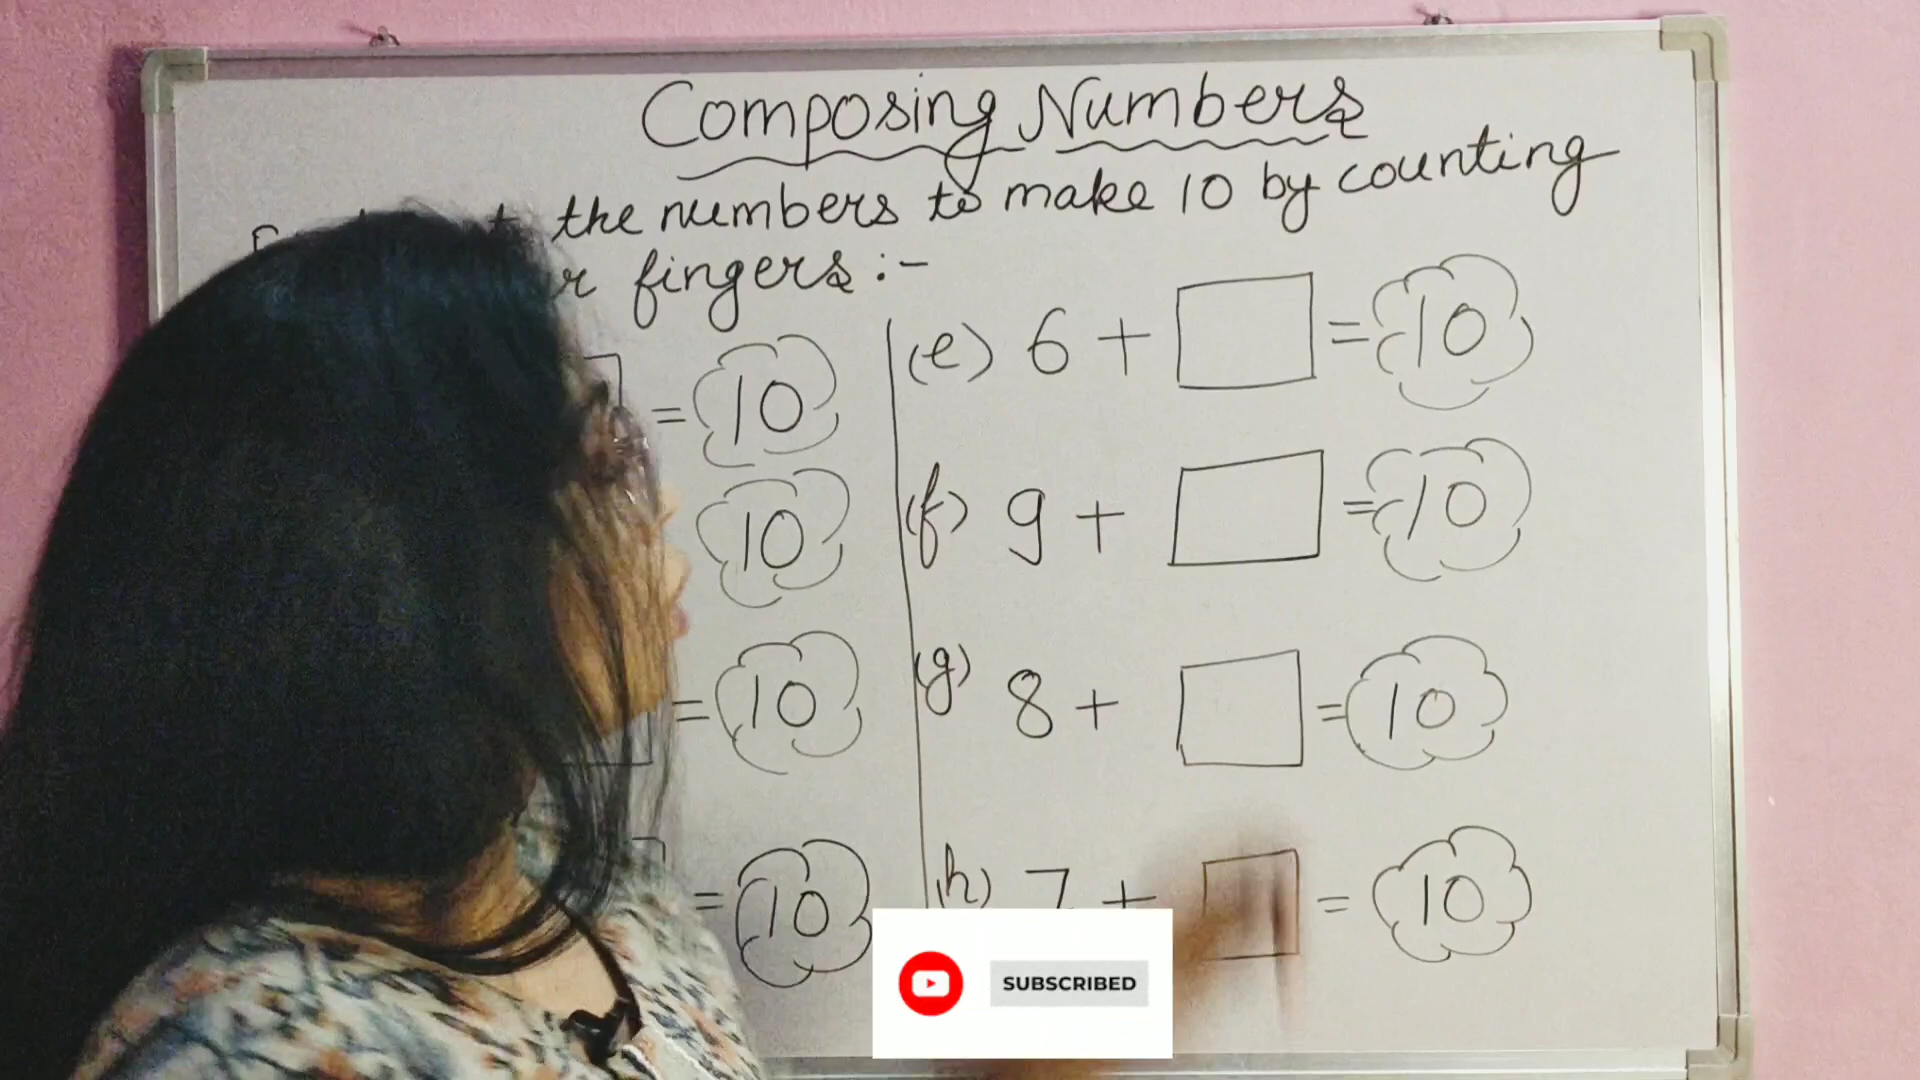 Composing Numbers
the numbers to make 10 by counting
fingers :-
= 10
10
= 10
= 10
(e) 6 + = 10
(f) 9 + = 10
(g) 8 + = 10
(h) 7 + = 10
SUBSCRIBED